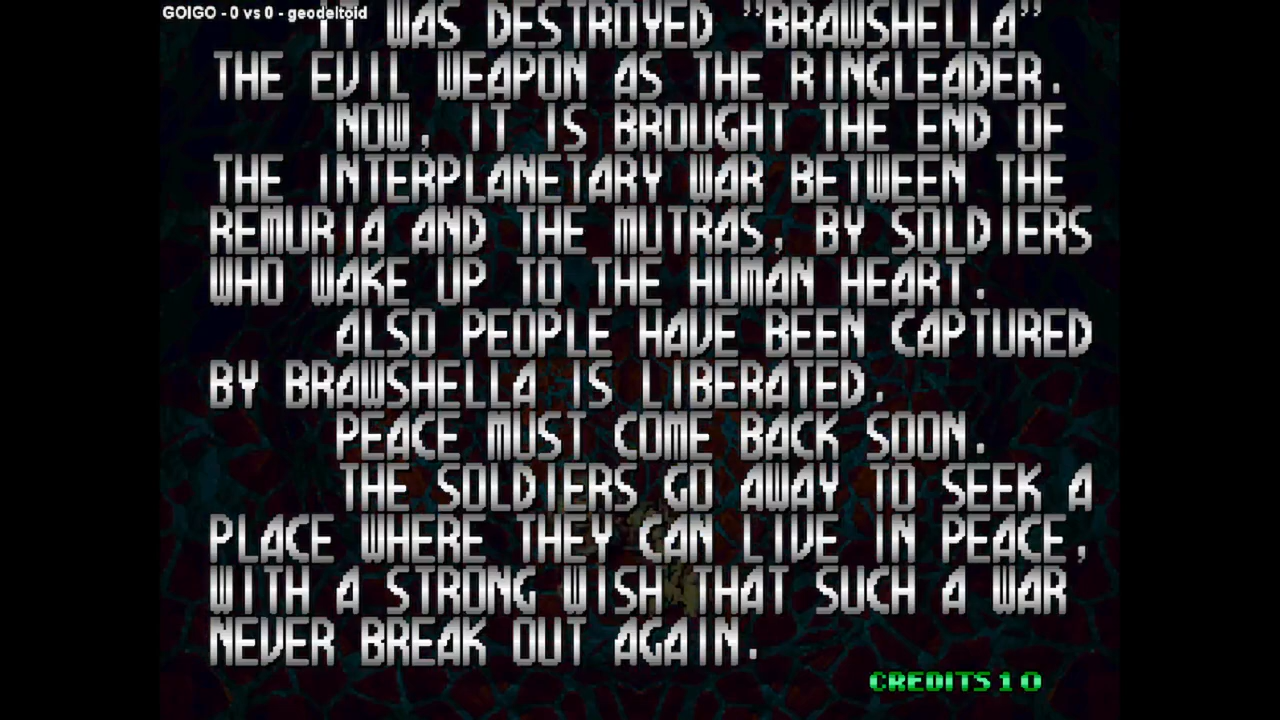 GOIGO - 0 vs 0 - geodeltoid
IT WAS DESTROYED "BRAWSHELLA"
THE EVIL WEAPON AS THE RINGLEADER.
NOW, IT IS BROUGHT THE END OF
THE INTERPLANETARY WAR BETWEEN THE
REMURIA AND THE MUTRAS, BY SOLDIERS
WHO WAKE UP TO THE HUMAN HEART.
ALSO PEOPLE HAVE BEEN CAPTURED
BY BRAWSHELLA IS LIBERATED.
PEACE MUST COME BACK SOON.
THE SOLDIERS GO AWAY TO SEEK A
PLACE WHERE THEY CAN LIVE IN PEACE,
WITH A STRONG WISH THAT SUCH A WAR
NEVER BREAK OUT AGAIN.
CREDITS 10